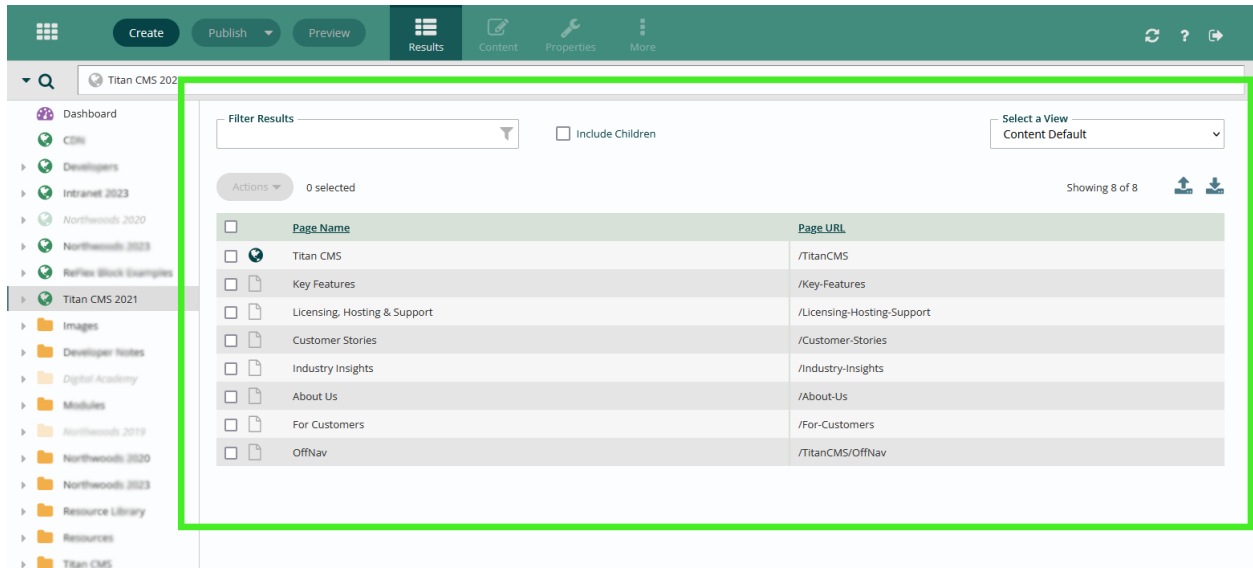 Create Publish Preview Results Content Properties More ?
Titan CMS 202
Dashboard
CDN
Developers
Intranet 2023
Northwoods 2020
Northwoods 2023
ReFlex Block Examples
Titan CMS 2021
Images
Developer Notes
Digital Academy
Modules
Northwoods 2019
Northwoods 2020
Northwoods 2023
Resource Library
Resources
Titan CMS
Filter Results
Include Children
Select a View
Content Default
Actions 0 selected Showing 8 of 8
Page Name Page URL
Titan CMS /TitanCMS
Key Features /Key-Features
Licensing, Hosting & Support /Licensing-Hosting-Support
Customer Stories /Customer-Stories
Industry Insights /Industry-Insights
About Us /About-Us
For Customers /For-Customers
OffNav /TitanCMS/OffNav